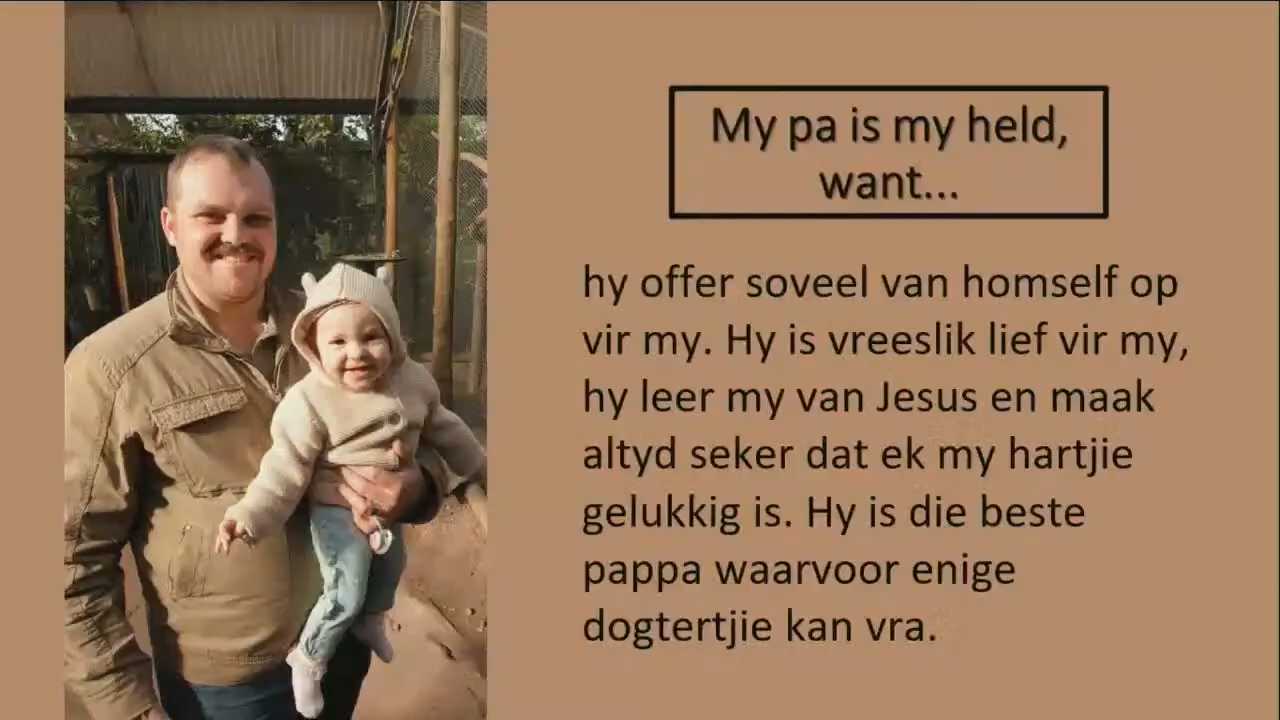 My pa is my held,
want...
hy offer soveel van homself op
vir my. Hy is vreeslik lief vir my,
hy leer my van Jesus en maak
altyd seker dat ek my hartjie
gelukkig is. Hy is die beste
pappa waarvoor enige
dogtertjie kan vra.